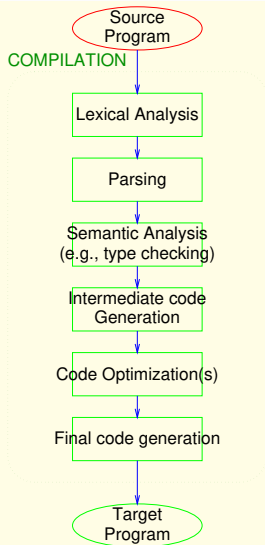 Source
Program
COMPILATION
Lexical Analysis
Parsing
Semantic Analysis
(e.g., type checking)
Intermediate code
Generation
Code Optimization(s)
Final code generation
Target
Program